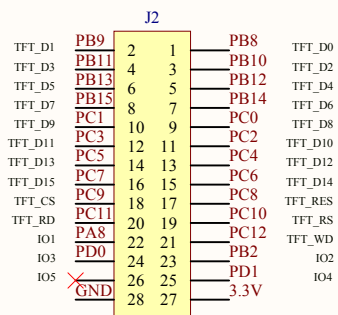 J2
TFT_D1 PB9 2 1 PB8 TFT_D0
TFT_D3 PB11 4 3 PB10 TFT_D2
TFT_D5 PB13 6 5 PB12 TFT_D4
TFT_D7 PB15 8 7 PB14 TFT_D6
TFT_D9 PC1 10 9 PC0 TFT_D8
TFT_D11 PC3 12 11 PC2 TFT_D10
TFT_D13 PC5 14 13 PC4 TFT_D12
TFT_D15 PC7 16 15 PC6 TFT_D14
TFT_CS PC9 18 17 PC8 TFT_RES
TFT_RD PC11 20 19 PC10 TFT_RS
IO1 PA8 22 21 PC12 TFT_WD
IO3 PD0 24 23 PB2 IO2
IO5 26 25 PD1 IO4
GND 28 27 3.3V